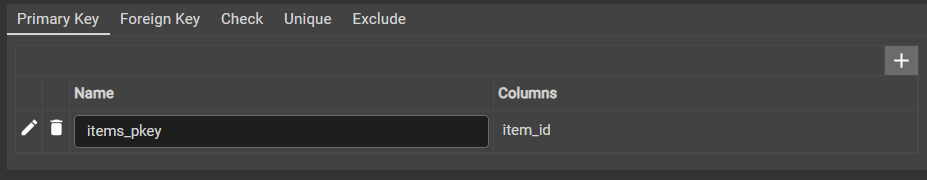 Primary Key Foreign Key Check Unique Exclude
Name Columns
items_pkey item_id